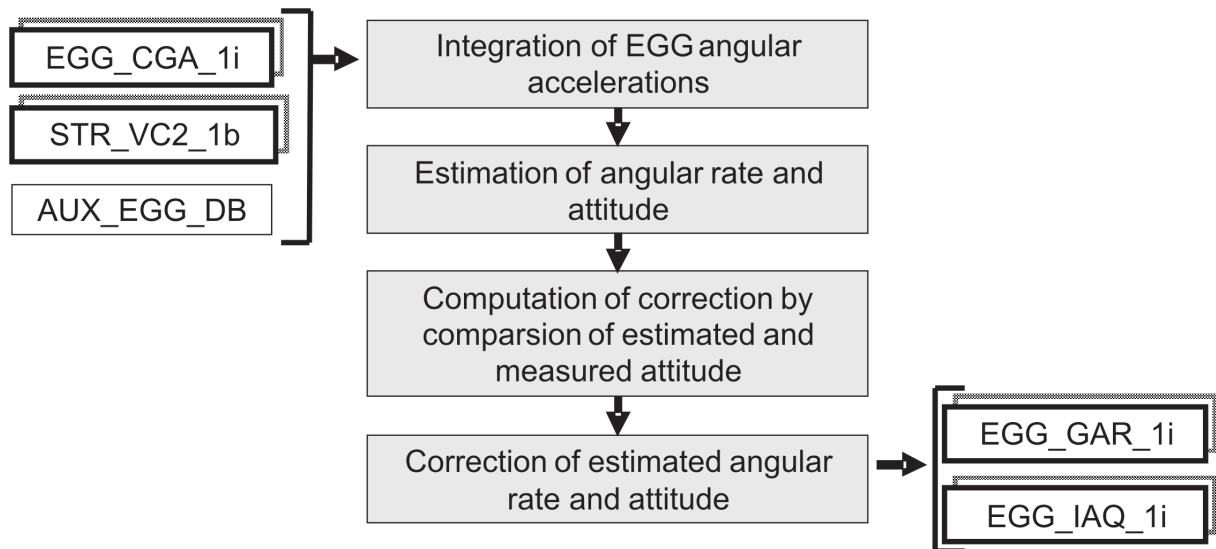 EGG_CGA_1i
STR_VC2_1b
AUX_EGG_DB
Integration of EGG angular
accelerations
Estimation of angular rate and
attitude
Computation of correction by
comparsion of estimated and
measured attitude
Correction of estimated angular
rate and attitude
EGG_GAR_1i
EGG_IAQ_1i